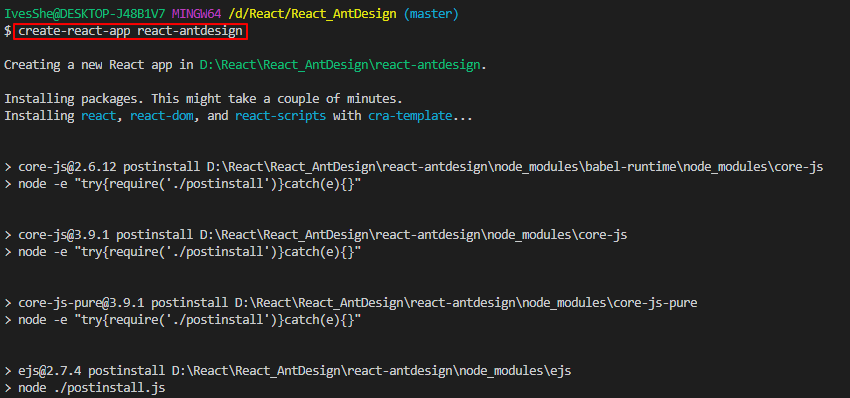 IvesShe@DESKTOP-J48B1V7 MINGW64 /d/React/React_AntDesign (master)
$ create-react-app react-antdesign
Creating a new React app in D:\React\React_AntDesign\react-antdesign.
Installing packages. This might take a couple of minutes.
Installing react, react-dom, and react-scripts with cra-template...
> core-js@2.6.12 postinstall D:\React\React_AntDesign\react-antdesign\node_modules\babel-runtime\node_modules\core-js
> node -e "try{require('./postinstall')}catch(e){}"
> core-js@3.9.1 postinstall D:\React\React_AntDesign\react-antdesign\node_modules\core-js
> node -e "try{require('./postinstall')}catch(e){}"
> core-js-pure@3.9.1 postinstall D:\React\React_AntDesign\react-antdesign\node_modules\core-js-pure
> node -e "try{require('./postinstall')}catch(e){}"
> ejs@2.7.4 postinstall D:\React\React_AntDesign\react-antdesign\node_modules\ejs
> node ./postinstall.js